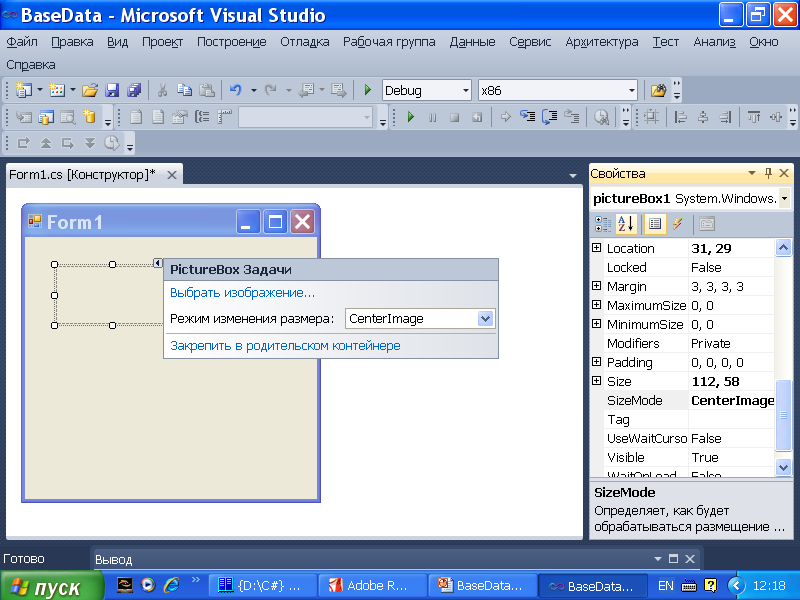 BaseData - Microsoft Visual Studio
Файл Правка Вид Проект Построение Отладка Рабочая группа Данные Сервис Архитектура Тест Анализ Окно
Справка
Debug x86
Form1.cs [Конструктор]*
Form1
PictureBox Задачи
Выбрать изображение...
Режим изменения размера: CenterImage
Закрепить в родительском контейнере
Свойства
pictureBox1 System.Windows.
Location 31, 29
Locked False
Margin 3, 3, 3, 3
MaximumSize 0, 0
MinimumSize 0, 0
Modifiers Private
Padding 0, 0, 0, 0
Size 112, 58
SizeMode CenterImage
Tag
UseWaitCurso False
Visible True
WaitOnLoad False
SizeMode
Определяет, как будет
обрабатываться размещение ...
Готово
Вывод
пуск
{D:\C#} ...
Adobe R...
BaseData...
BaseData...
EN
12:18